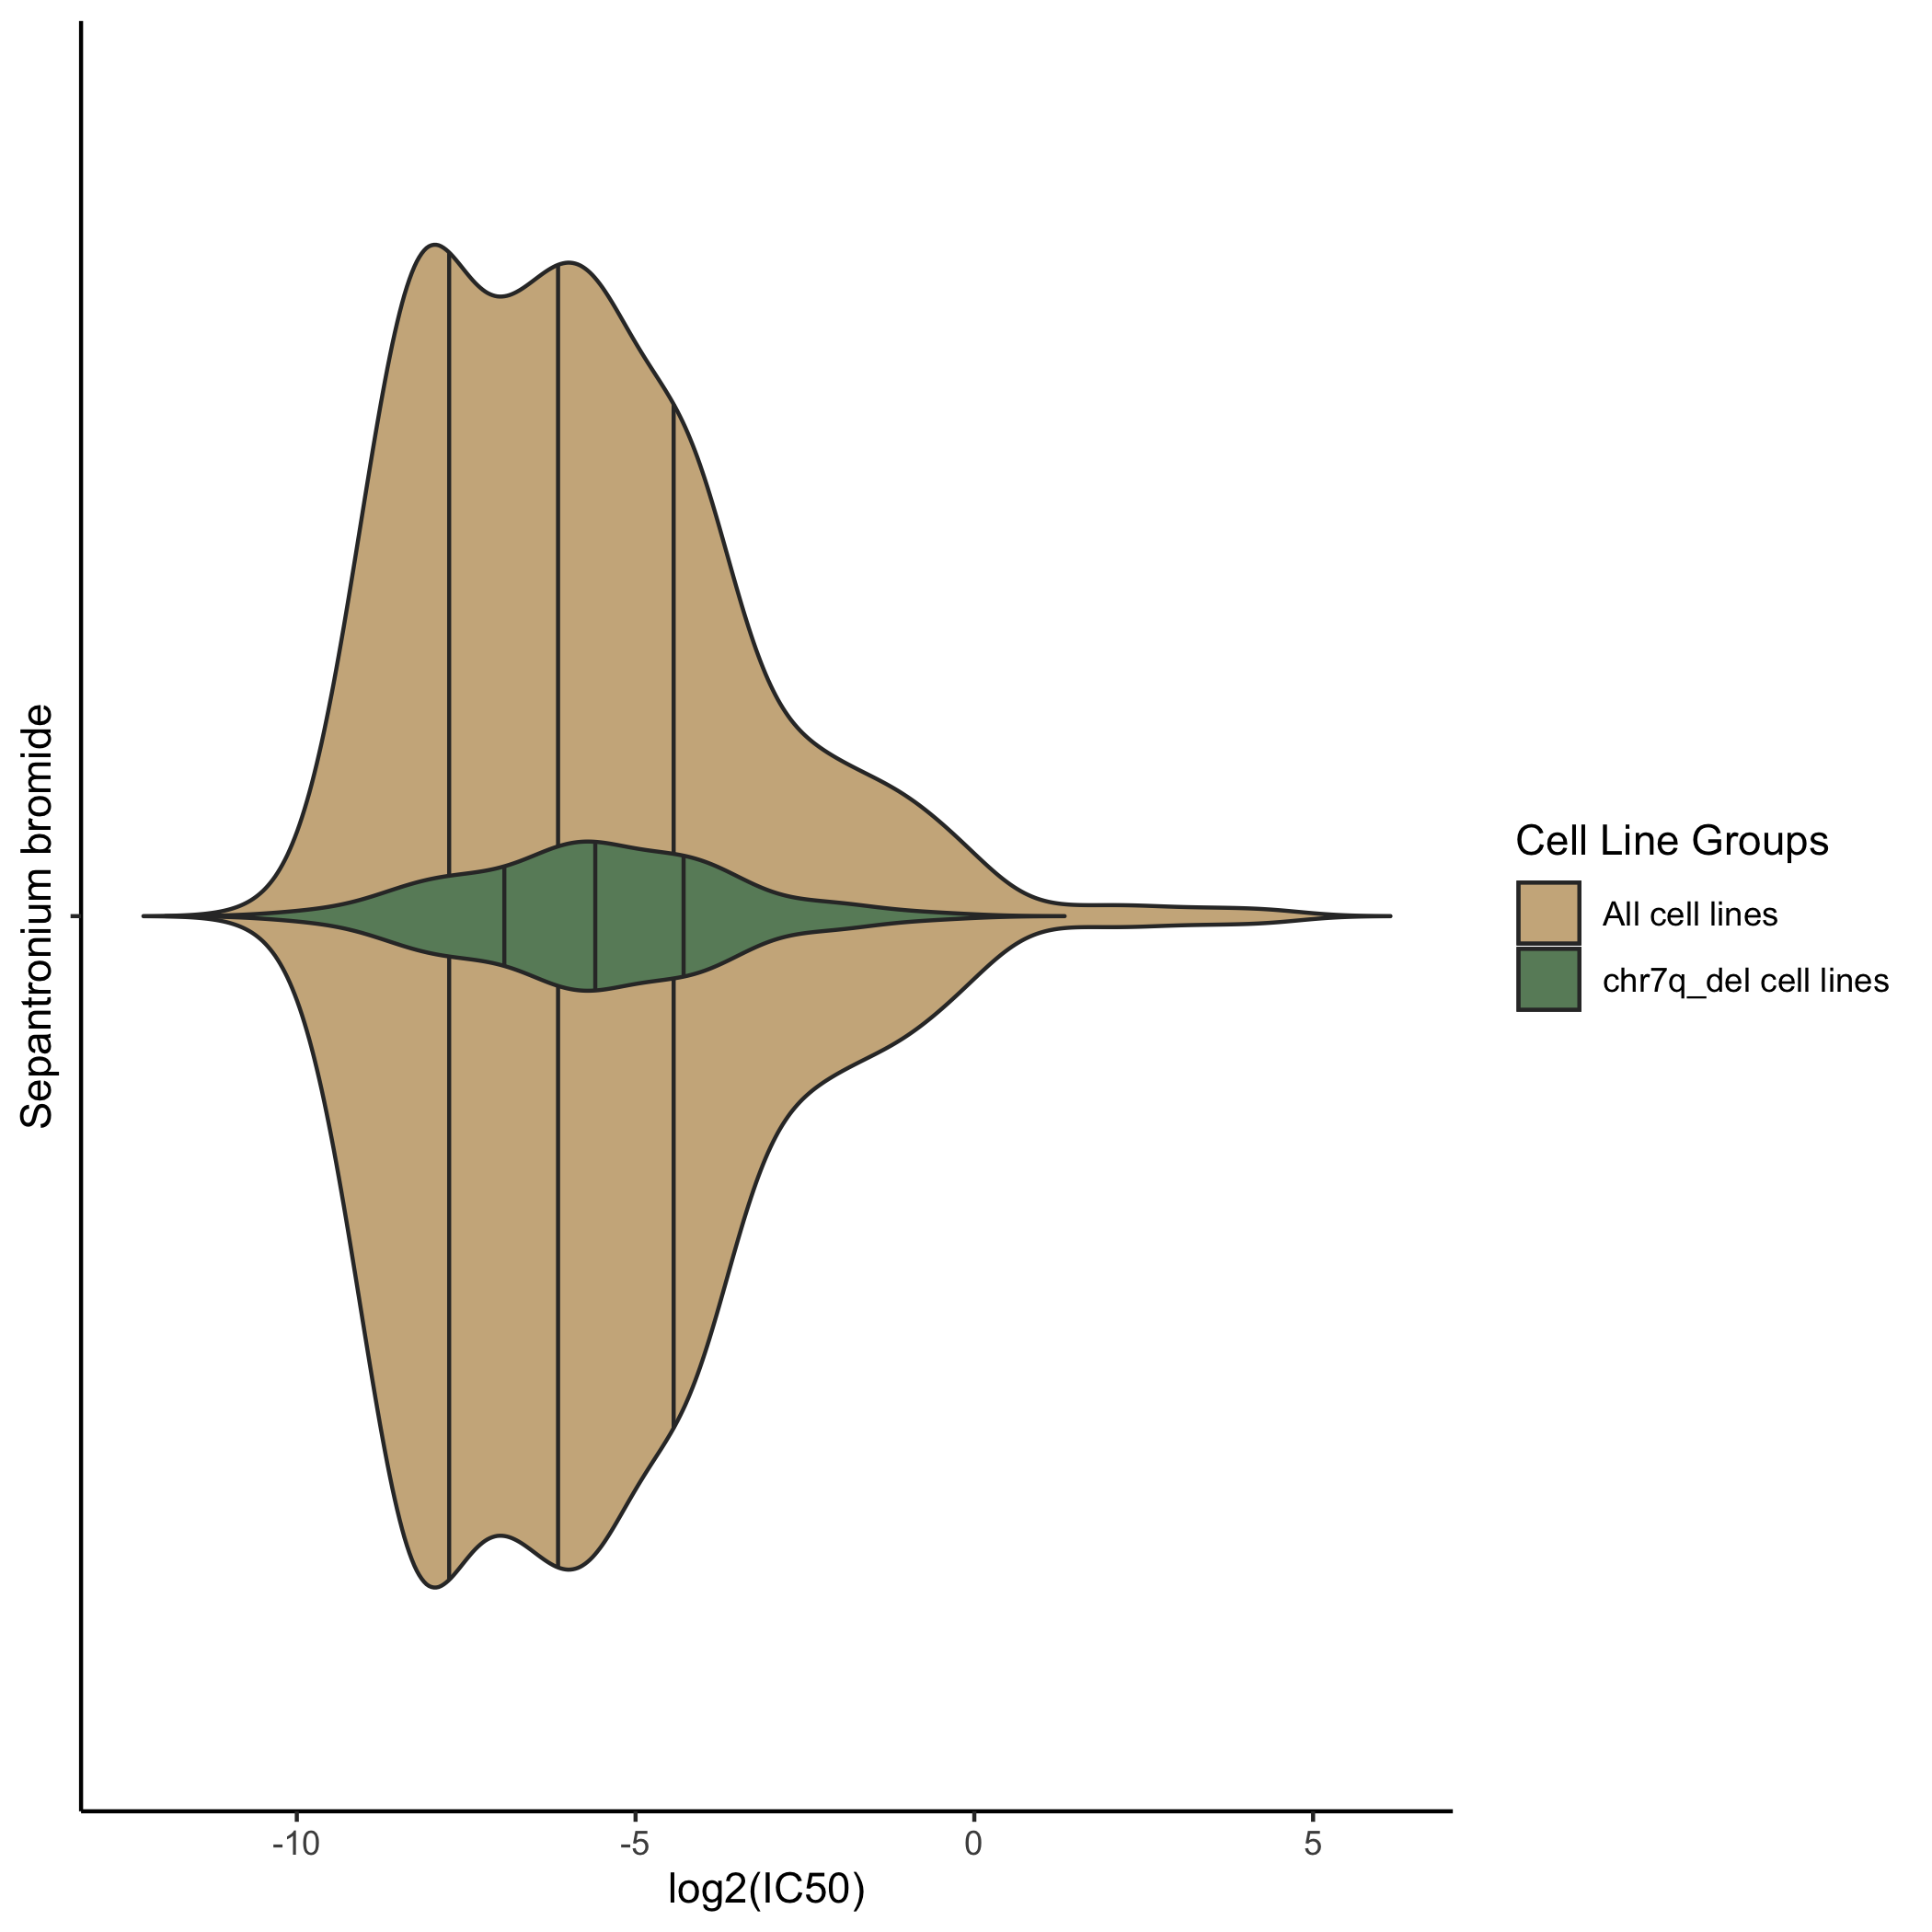 Sepantronium bromide
-10
-5
0
5
log2(IC50)
Cell Line Groups
All cell lines
chr7q_del cell lines